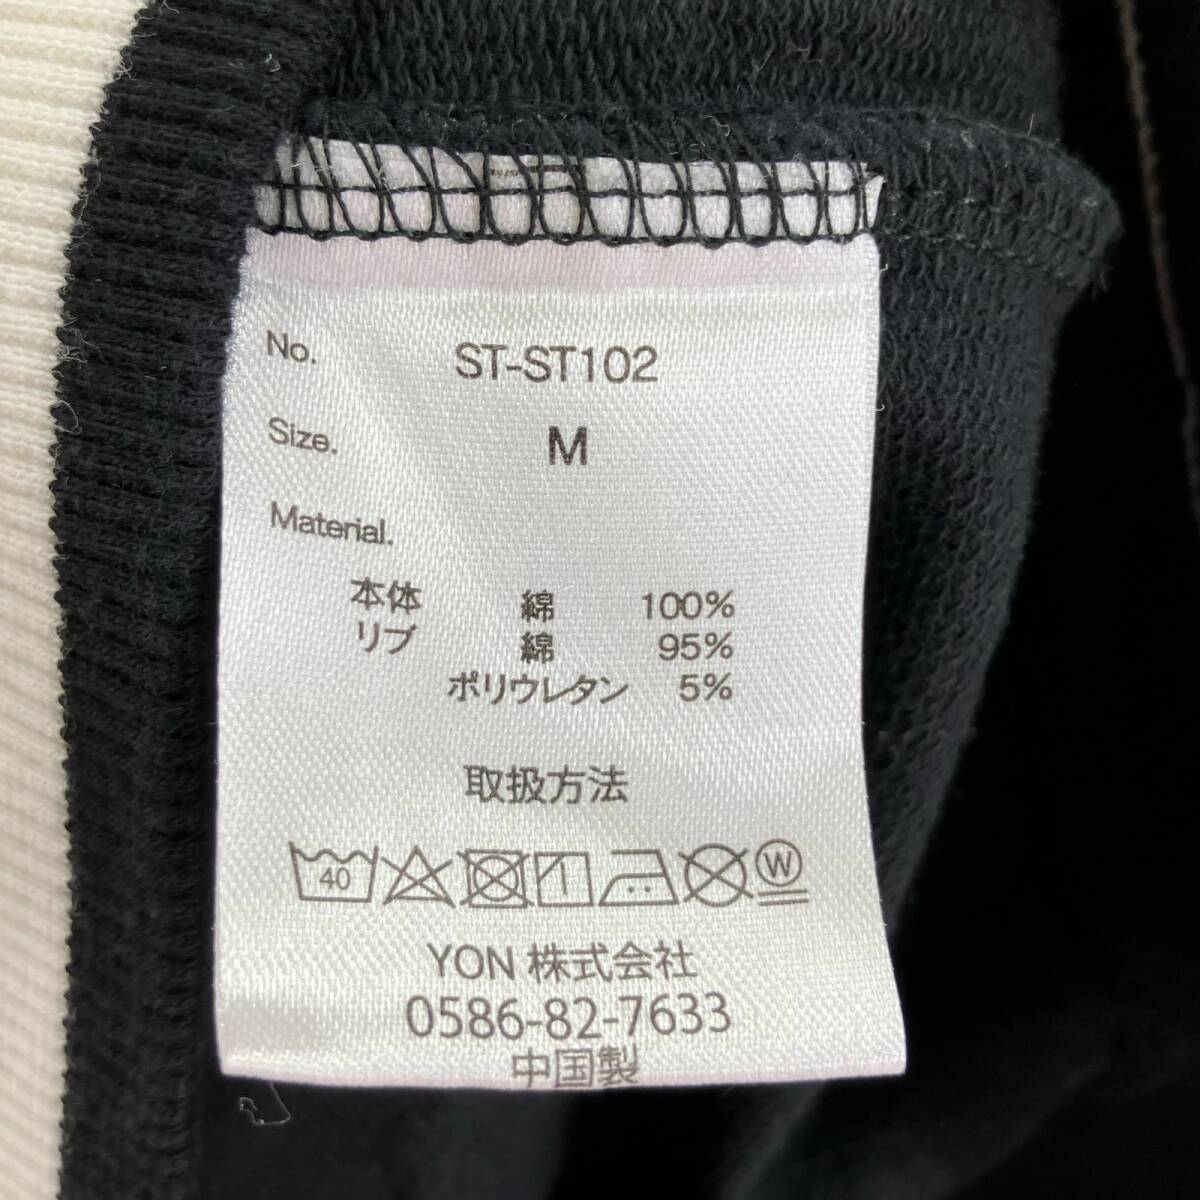 No. ST-ST102
Size. M
Material.
本体 綿 100%
リブ 綿 95%
ポリウレタン 5%
取扱方法
40 W
YON 株式会社
0586-82-7633
中国製